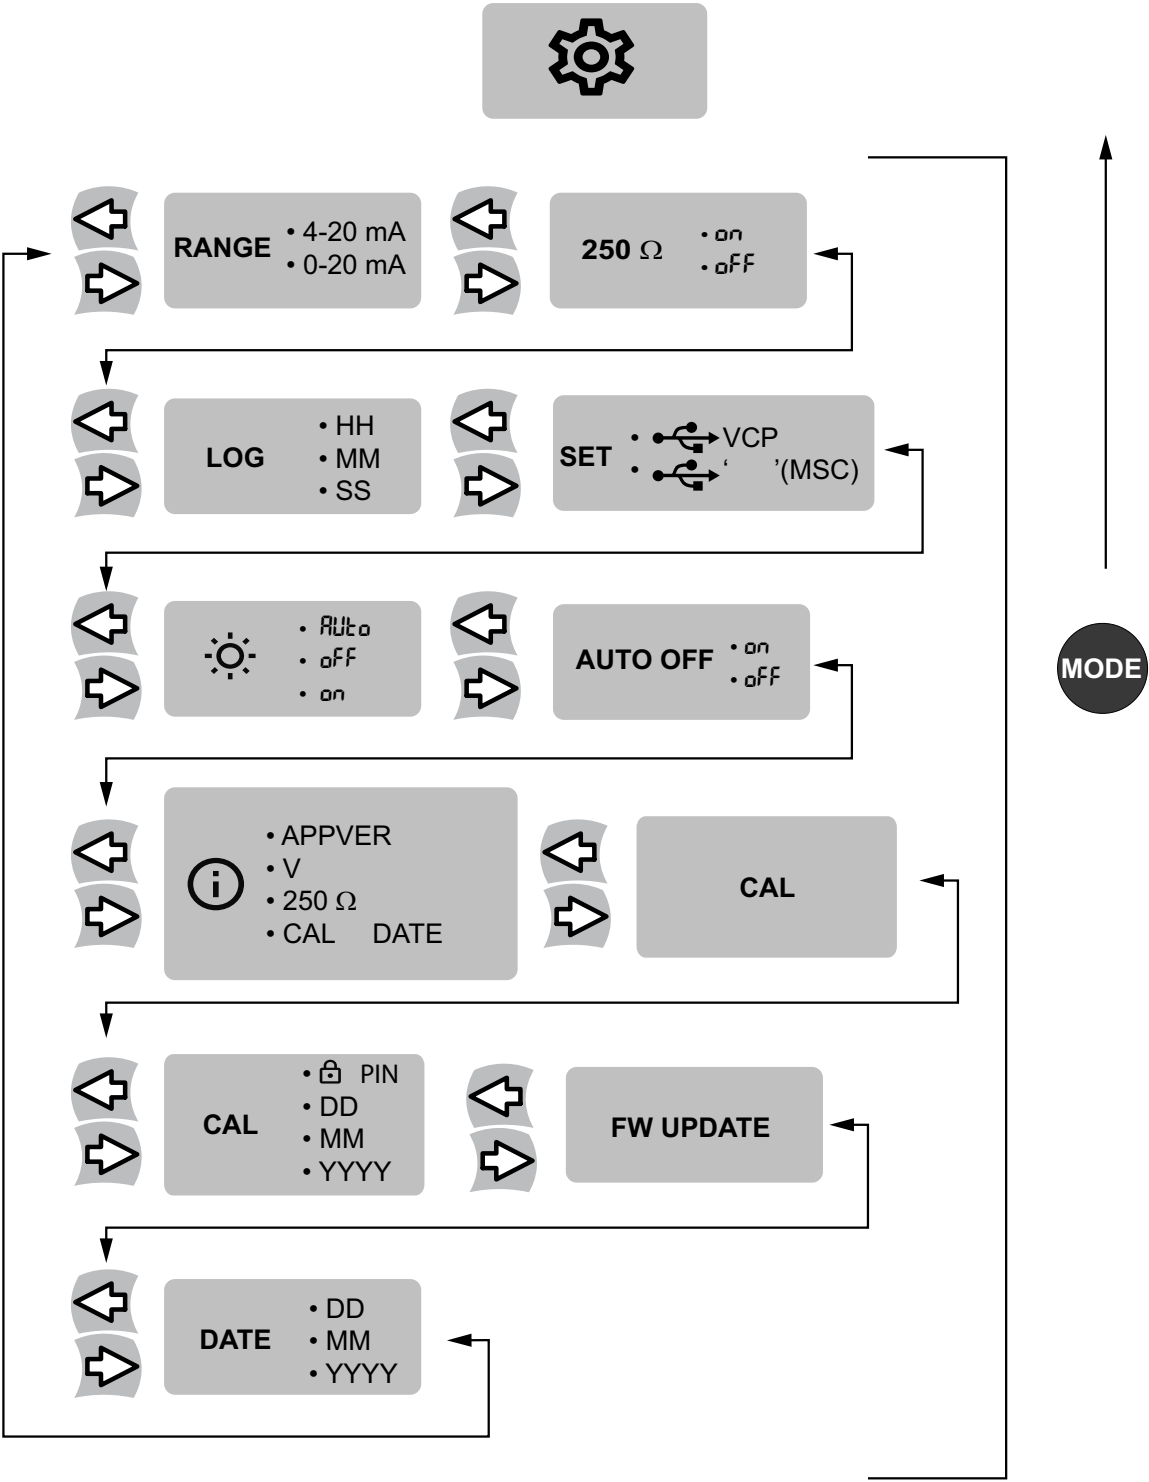 RANGE
• 4-20 mA
• 0-20 mA
250 Ω
• on
• oFF
LOG
• HH
• MM
• SS
SET
• VCP
• ‘ ’(MSC)
• AUto
• oFF
• on
AUTO OFF
• on
• oFF
MODE
i
• APPVER
• V
• 250 Ω
• CAL DATE
CAL
CAL
• PIN
• DD
• MM
• YYYY
FW UPDATE
DATE
• DD
• MM
• YYYY